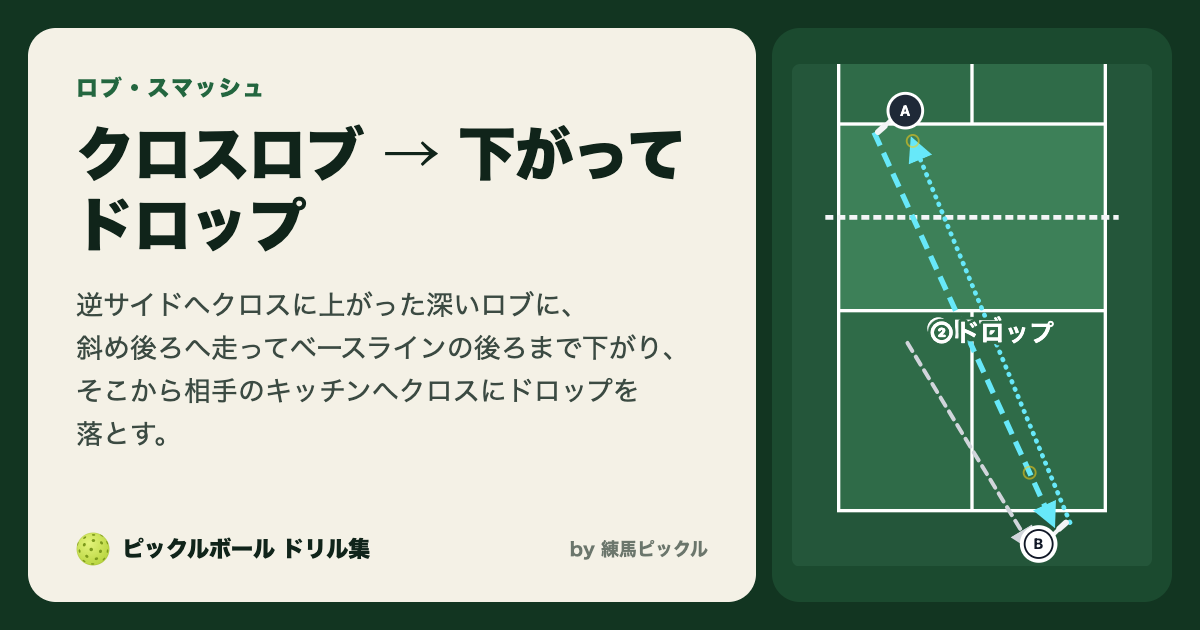 ロブ・スマッシュ
クロスロブ → 下がって
ドロップ
逆サイドへクロスに上がった深いロブに、
斜め後ろへ走ってベースラインの後ろまで下がり、
そこから相手のキッチンへクロスにドロップを
落とす。
ピックルボール ドリル集
by 練馬ピックル
A
②ドロップ
B